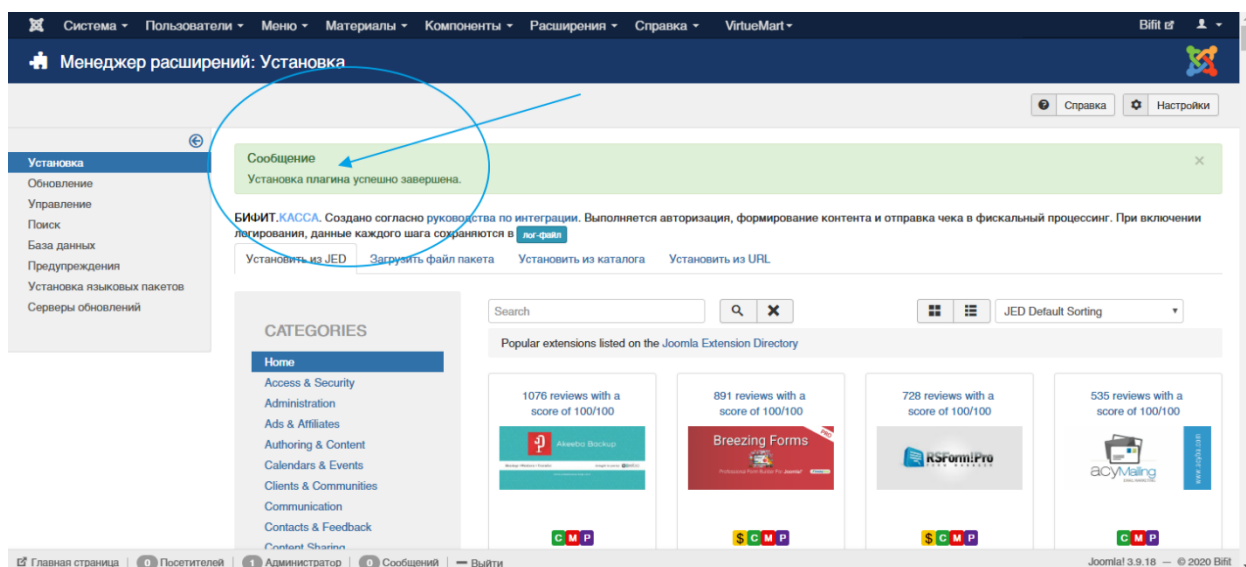 Система Пользователи Меню Материалы Компоненты Расширения Справка VirtueMart Bifit
Менеджер расширений: Установка
Справка Настройки
Установка
Обновление
Управление
Поиск
База данных
Предупреждения
Установка языковых пакетов
Серверы обновлений
Сообщение
Установка плагина успешно завершена.
БИФИТ.КАССА. Создано согласно руководства по интеграции. Выполняется авторизация, формирование контента и отправка чека в фискальный процессинг. При включении
логирования, данные каждого шага сохраняются в лог-файл
Установить из JED Загрузить файл пакета Установить из каталога Установить из URL
CATEGORIES
Home
Access & Security
Administration
Ads & Affiliates
Authoring & Content
Calendars & Events
Clients & Communities
Communication
Contacts & Feedback
Content Sharing
Search
JED Default Sorting
Popular extensions listed on the Joomla Extension Directory
1076 reviews with a
score of 100/100
Akeeba Backup
C M P
891 reviews with a
score of 100/100
PRO
Breezing Forms
$ C M P
728 reviews with a
score of 100/100
RSForm!Pro
$ C M P
535 reviews with a
score of 100/100
acyMailing
C M P
Главная страница 0 Посетителей 1 Администратор 0 Сообщений Выйти Joomla! 3.9.18 — © 2020 Bifit